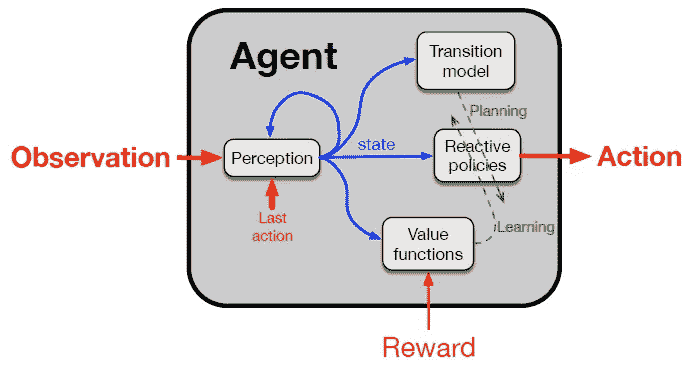 Agent
Transition
model
Planning
Observation
Perception
state
Reactive
policies
Action
Last
action
Value
functions
Learning
Reward